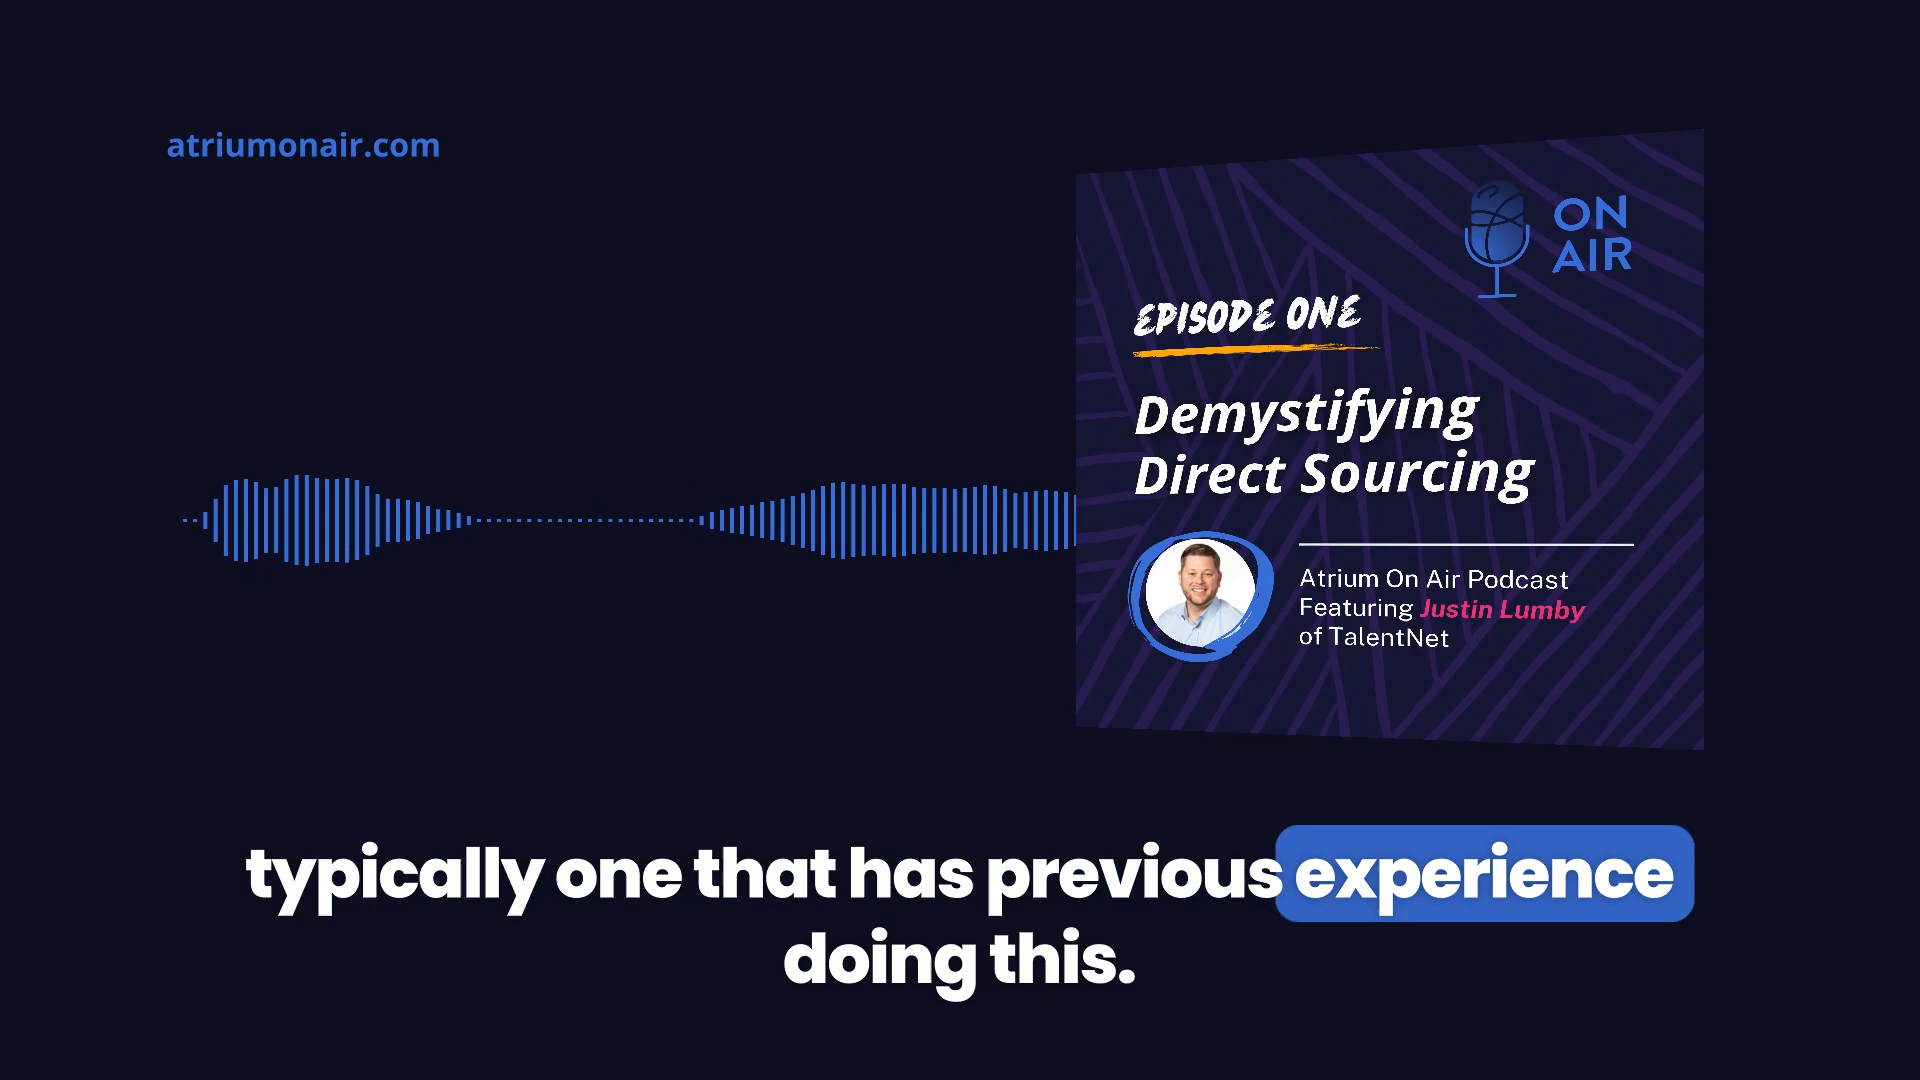 atriumonair.com
ON
AIR
EPISODE ONE
Demystifying
Direct Sourcing
Atrium On Air Podcast
Featuring Justin Lumby
of TalentNet
typically one that has previous experience
doing this.